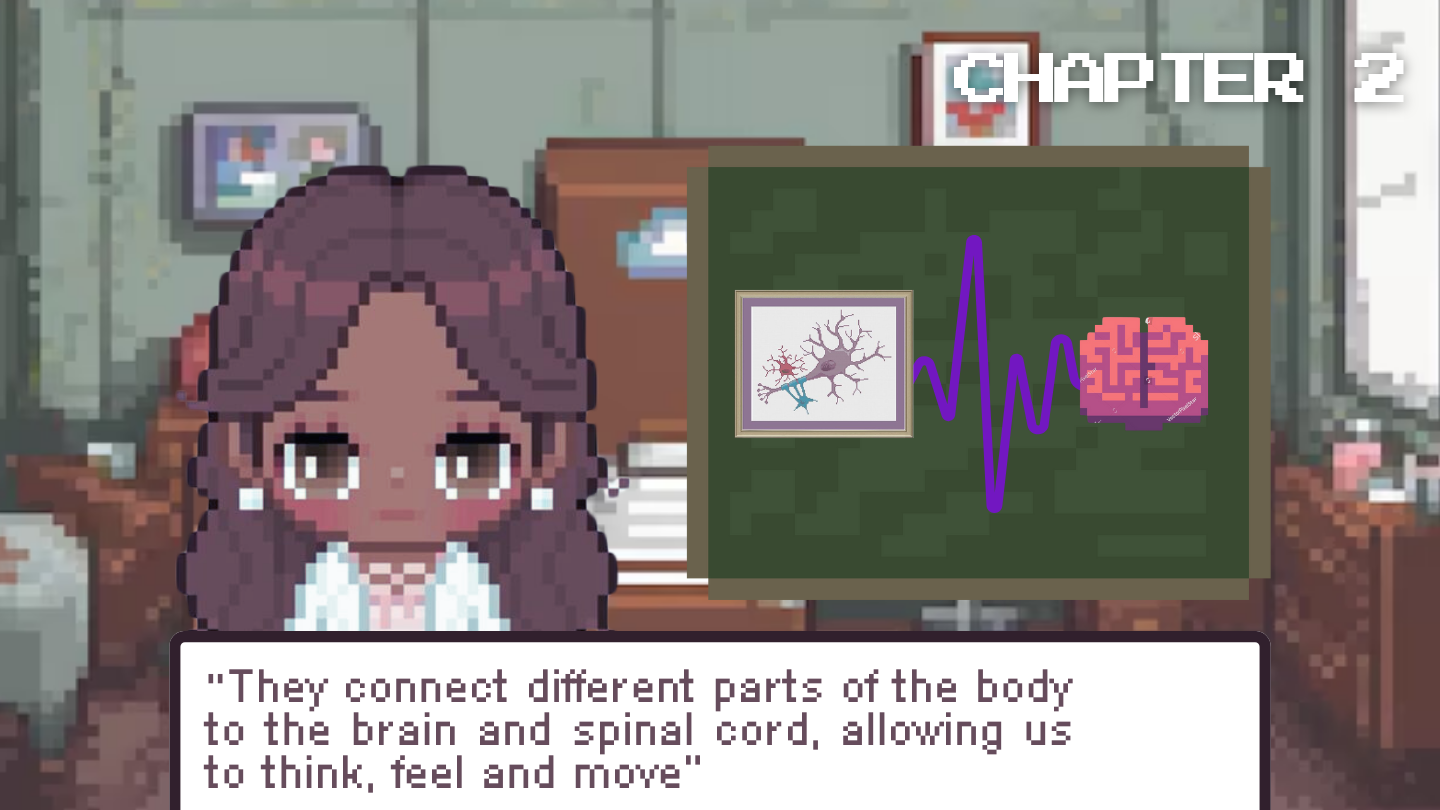 CHAPTER 2
"They connect different parts of the body
to the brain and spinal cord, allowing us
to think, feel and move"